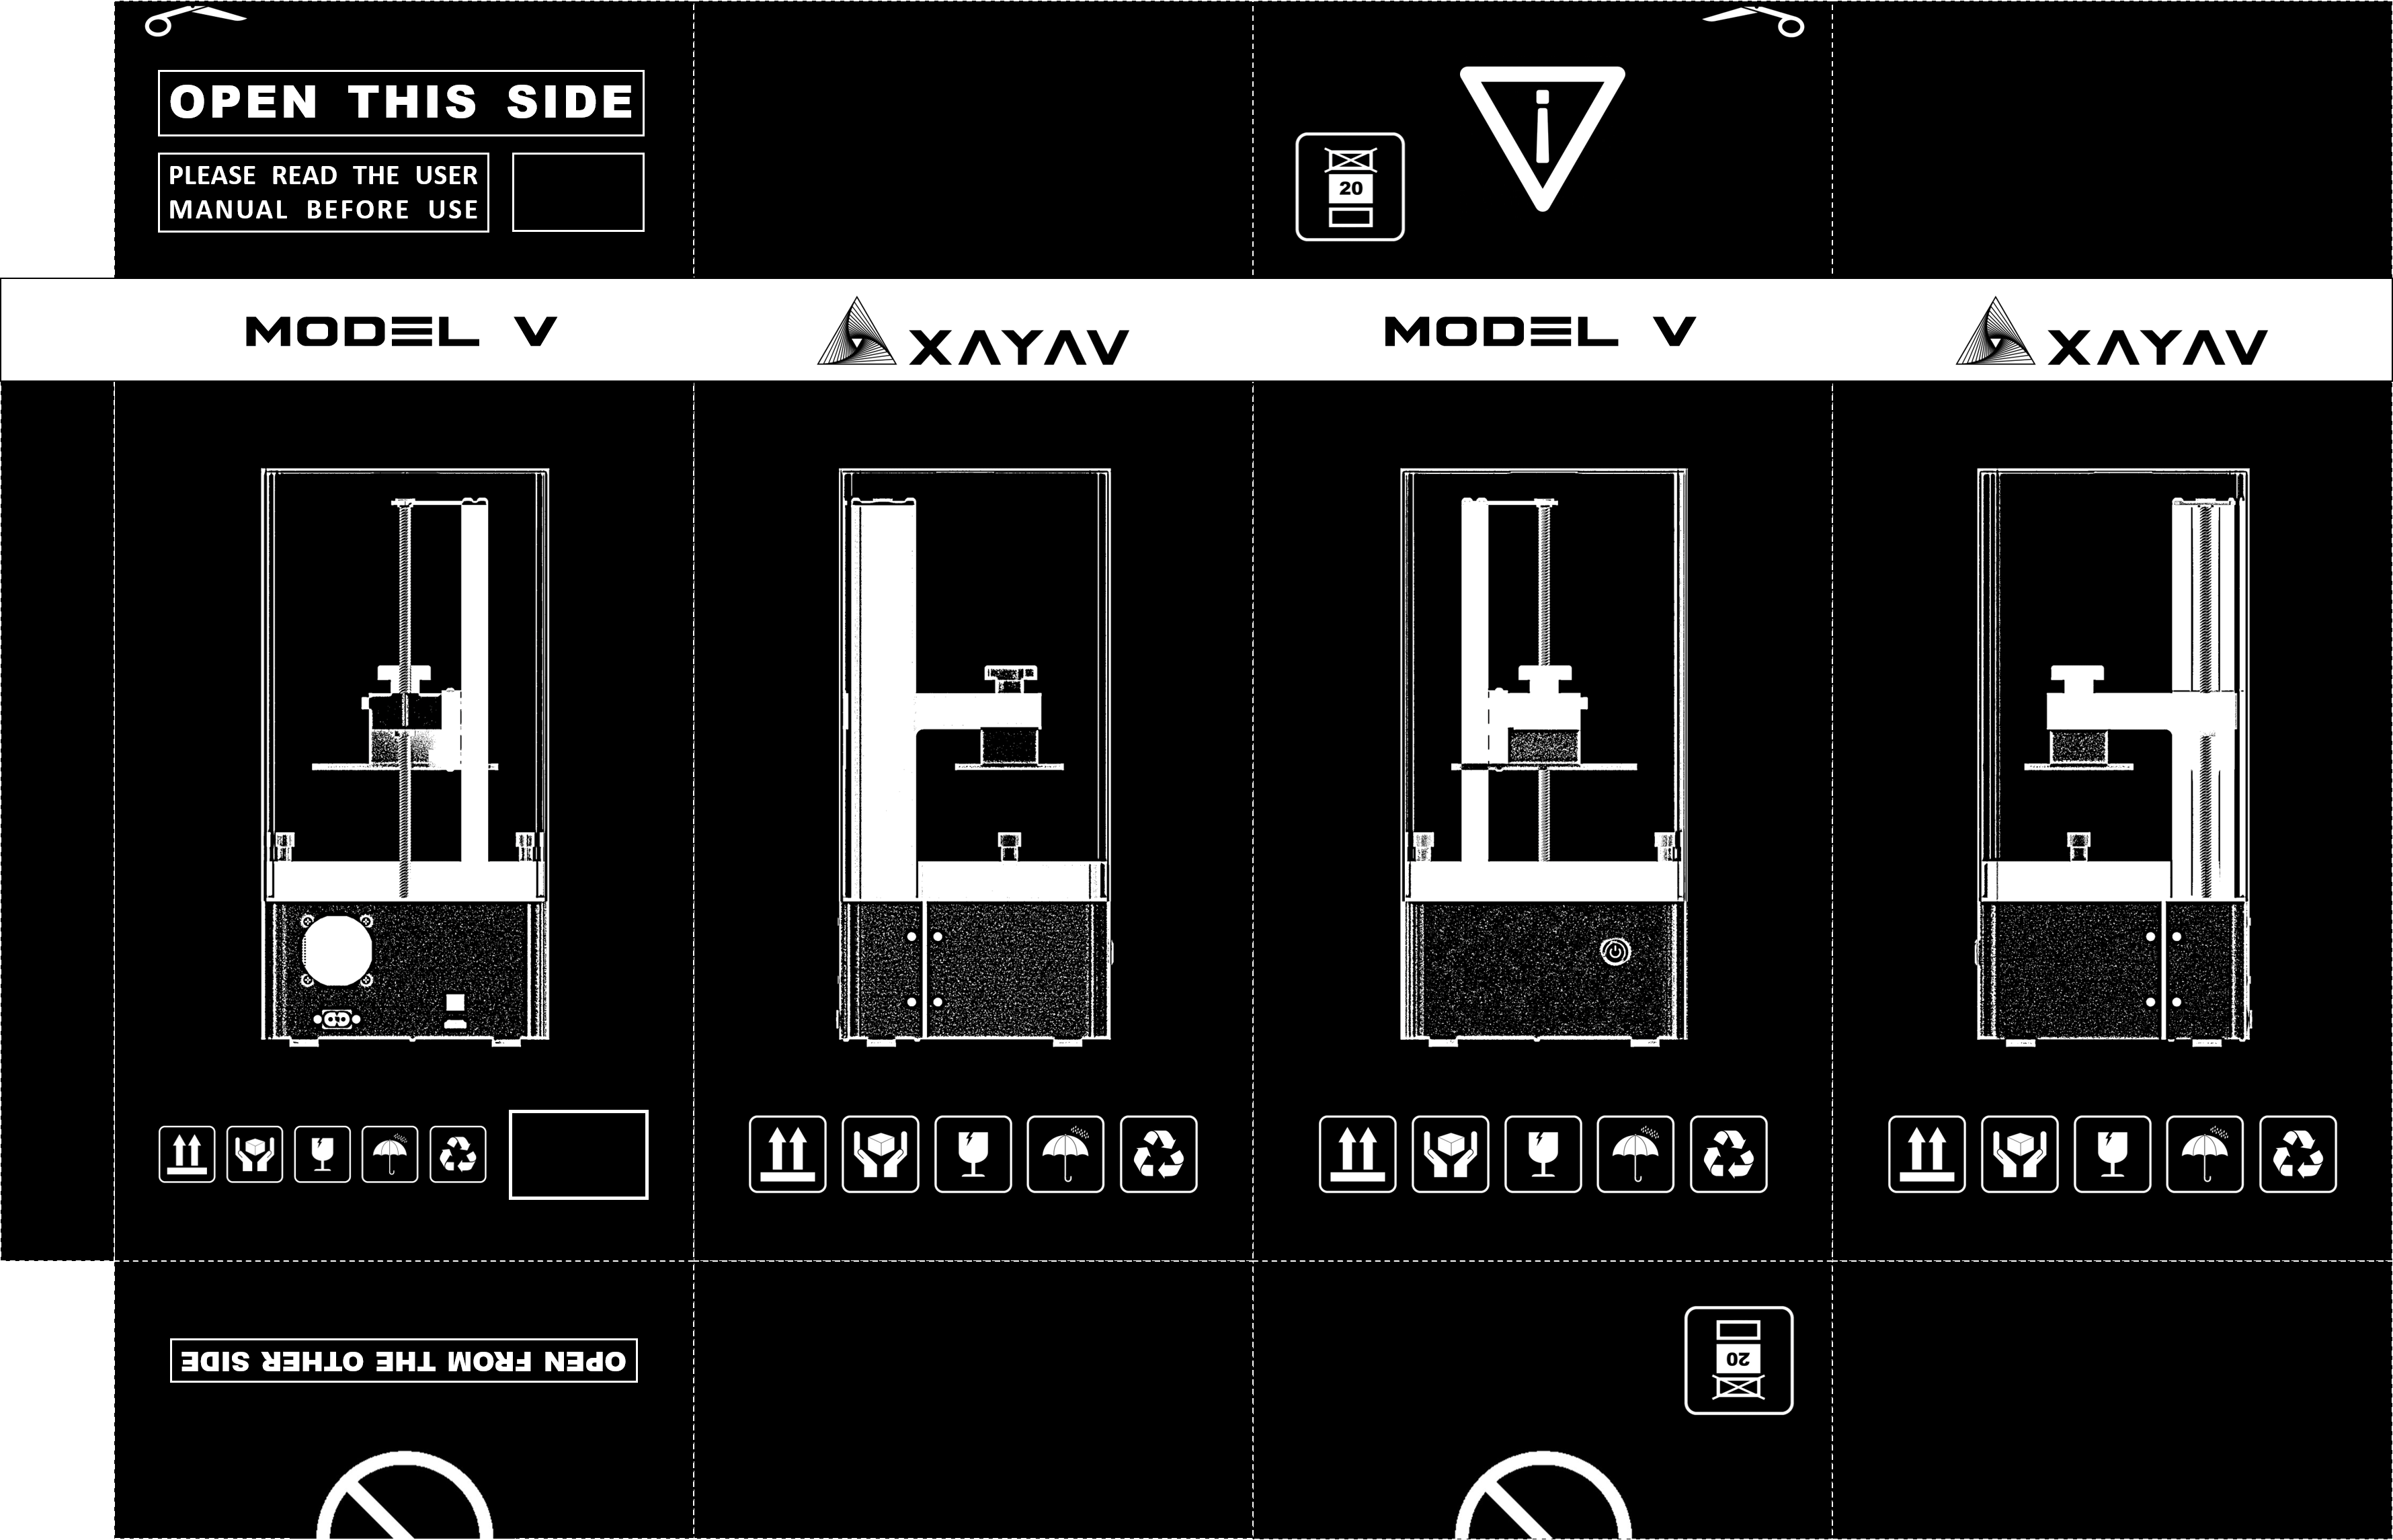 OPEN THIS SIDE
PLEASE READ THE USER
MANUAL BEFORE USE
20
MODEL V
XAYAV
MODEL V
XAYAV
OPEN FROM THE OTHER SIDE
20